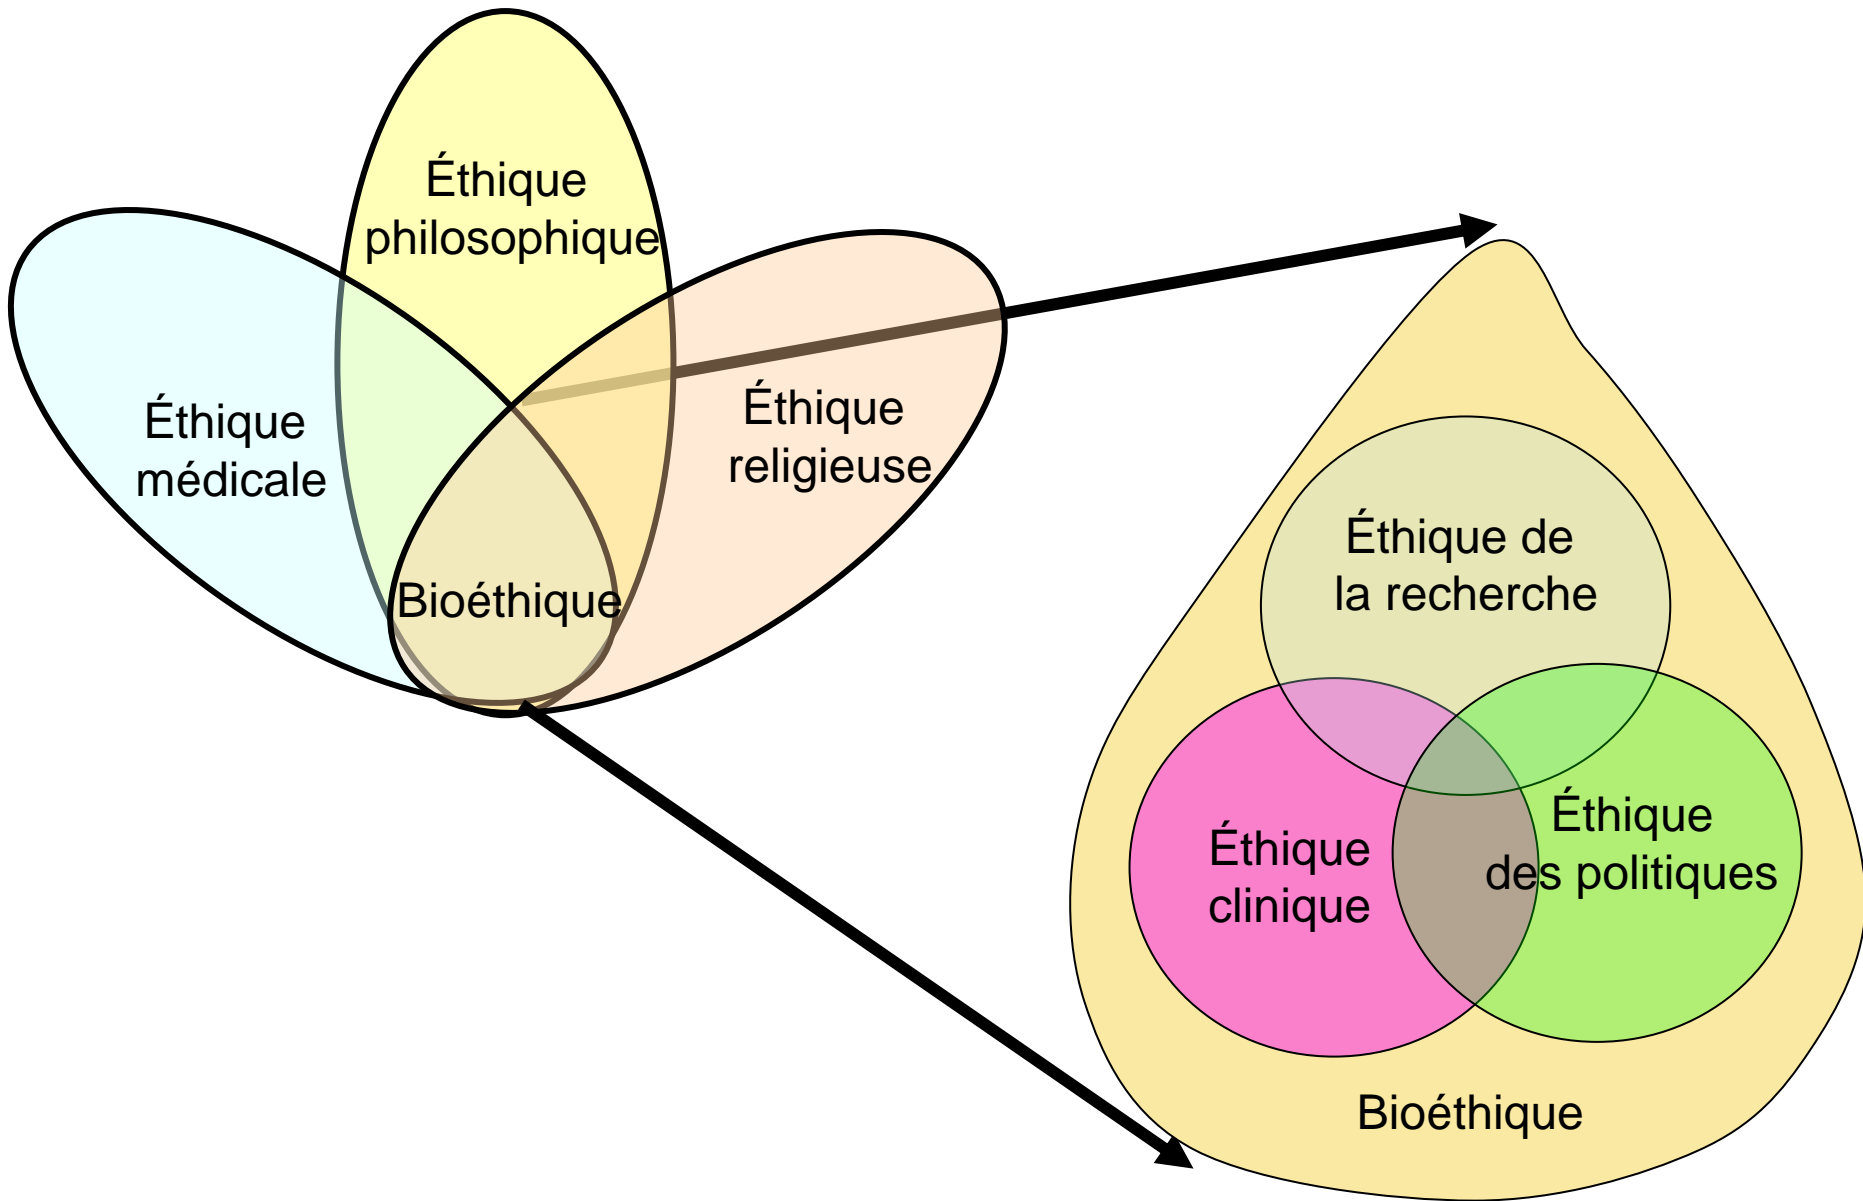 Éthique
philosophique
Éthique
médicale
Éthique
religieuse
Bioéthique
Éthique de
la recherche
Éthique
clinique
Éthique
des politiques
Bioéthique